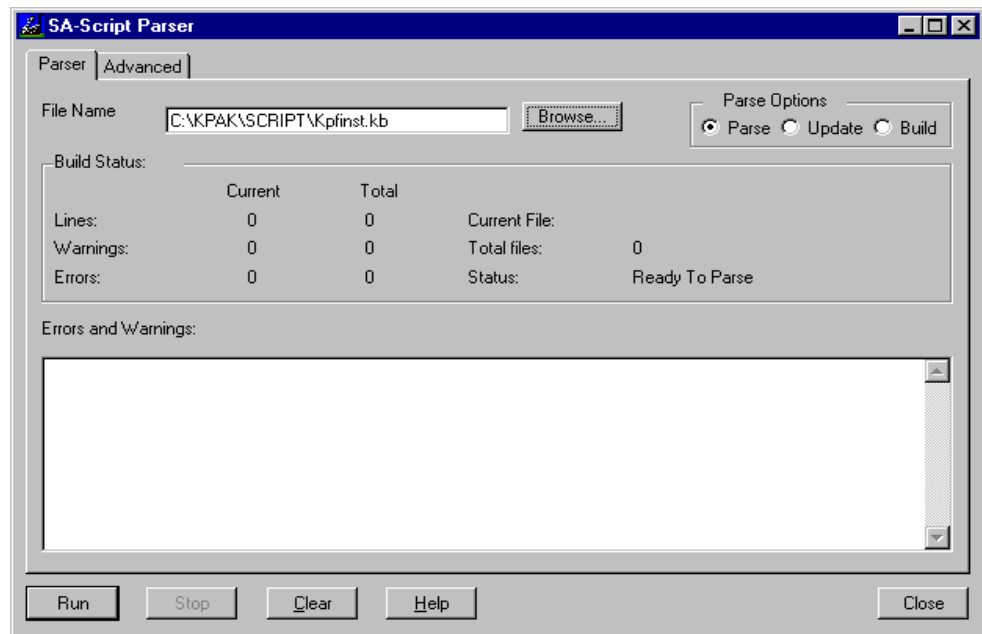 SA-Script Parser
Parser Advanced
File Name C:\KPAK\SCRIPT\Kpfinst.kb Browse... Parse Options
Parse Update Build
Build Status:
Current Total
Lines: 0 0 Current File:
Warnings: 0 0 Total files: 0
Errors: 0 0 Status: Ready To Parse
Errors and Warnings:
Run Stop Clear Help Close